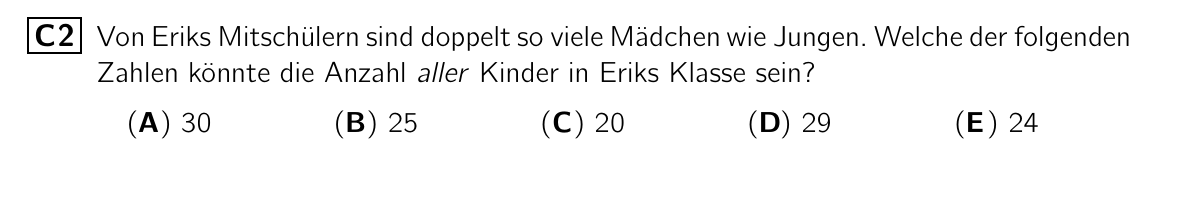 C2 Von Eriks Mitschülern sind doppelt so viele Mädchen wie Jungen. Welche der folgenden
Zahlen könnte die Anzahl aller Kinder in Eriks Klasse sein?
(A) 30 (B) 25 (C) 20 (D) 29 (E) 24